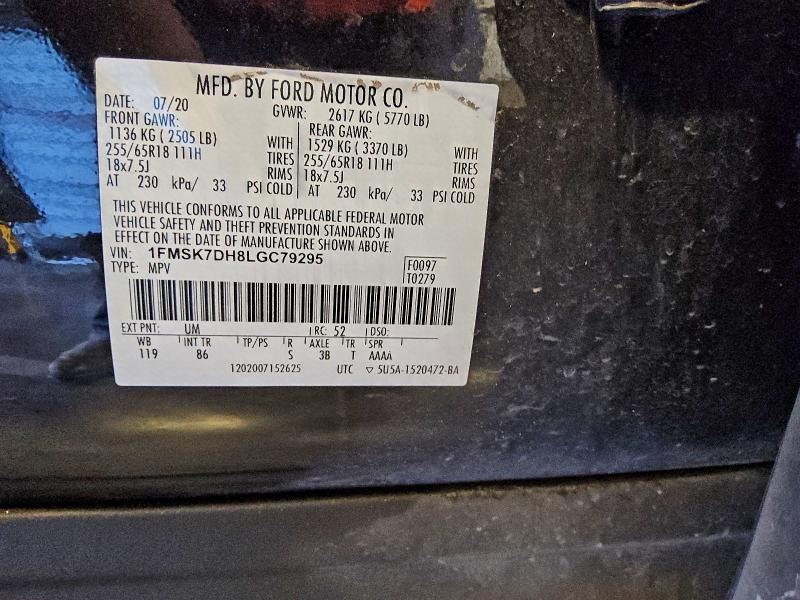 MFD. BY FORD MOTOR CO.
DATE: 07/20 GVWR: 2617 KG ( 5770 LB)
FRONT GAWR: REAR GAWR:
1136 KG ( 2505 LB) WITH 1529 KG ( 3370 LB) WITH
255/65R18 111H TIRES 255/65R18 111H TIRES
18x7.5J RIMS 18x7.5J RIMS
AT 230 kPa/ 33 PSI COLD AT 230 kPa/ 33 PSI COLD
THIS VEHICLE CONFORMS TO ALL APPLICABLE FEDERAL MOTOR
VEHICLE SAFETY AND THEFT PREVENTION STANDARDS IN
EFFECT ON THE DATE OF MANUFACTURE SHOWN ABOVE.
VIN: 1FMSK7DH8LGC79295
TYPE: MPV
F0097
T0279
EXT PNT: UM RC: 52 DSO:
WB INT TR TP/PS R AXLE TR SPR
119 86 S 3B T AAAA
1202007152625 UTC ▽ 5U5A-1520472-BA